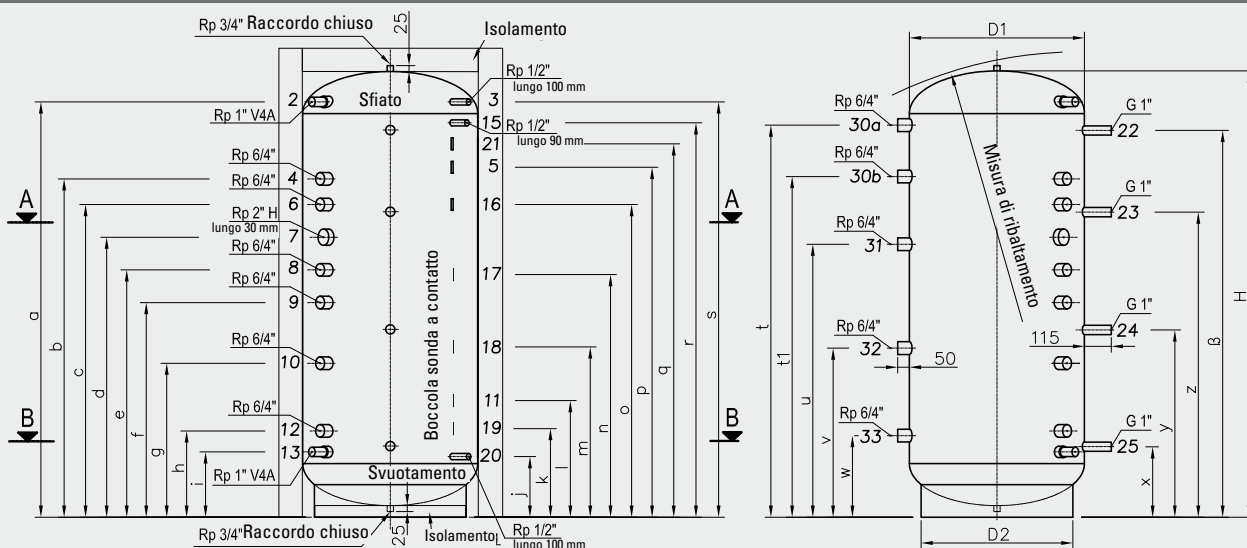 Rp 3/4" Raccordo chiuso
25
Isolamento
Rp 1/2"
lungo 100 mm
2
Sfiato
3
Rp 1" V4A
15
Rp 1/2"
lungo 90 mm
21
Rp 6/4"
4
5
Rp 6/4"
6
16
A
A
Rp 2" H
lungo 30 mm
7
Rp 6/4"
8
17
Rp 6/4"
9
Boccola sonda a contatto
Rp 6/4"
10
18
11
Rp 6/4"
12
19
B
B
13
20
Rp 1" V4A
Svuotamento
a
b
c
d
e
f
g
h
i
j
k
l
m
n
o
p
q
r
s
Rp 3/4" Raccordo chiuso
25
Isolamento
Rp 1/2"
lungo 100 mm
D1
Rp 6/4"
30a
G 1"
22
Rp 6/4"
30b
Misura di ribaltamento
G 1"
23
Rp 6/4"
31
G 1"
24
115
Rp 6/4"
32
50
Rp 6/4"
33
G 1"
25
t
t1
u
v
w
x
y
z
ß
H
D2